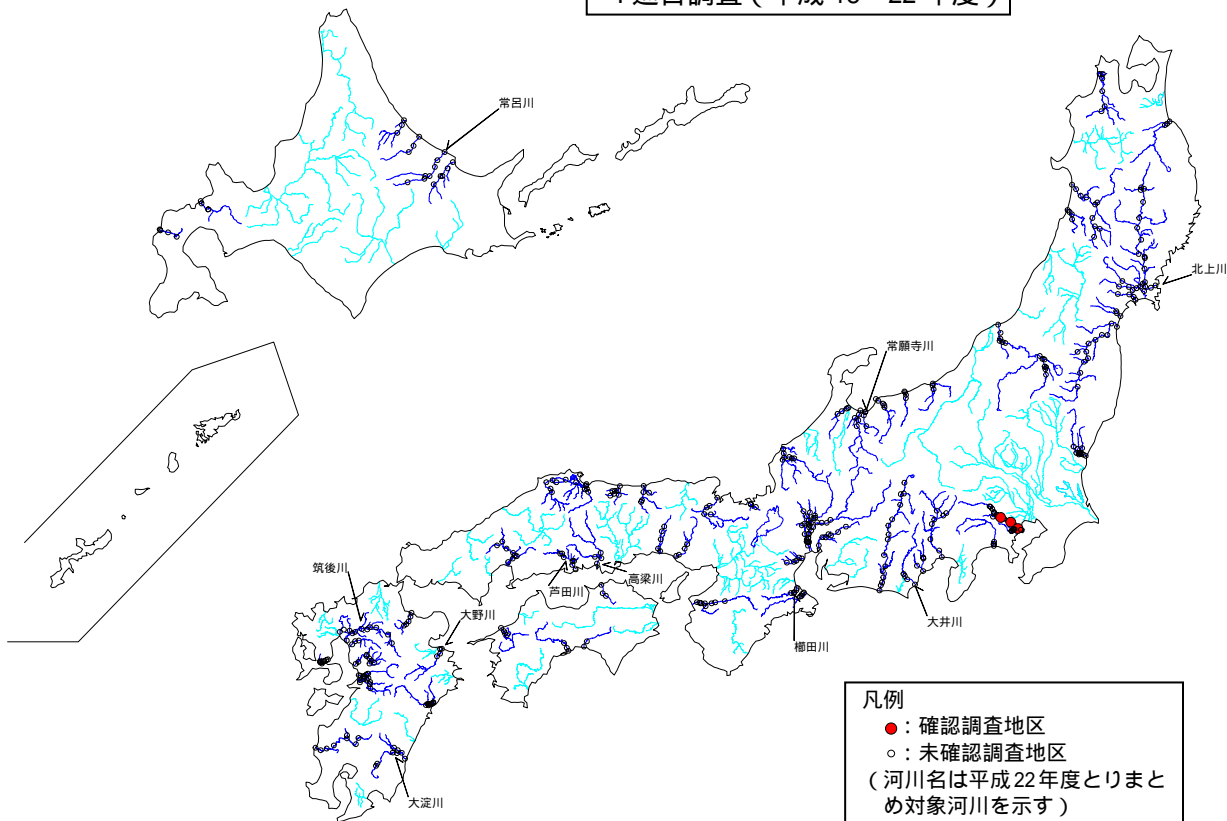 常呂川
北上川
常願寺川
筑後川
大野川
芦田川
高梁川
大井川
櫛田川
大淀川
凡例
●：確認調査地区
○：未確認調査地区
（河川名は平成22年度とりまと
め対象河川を示す）